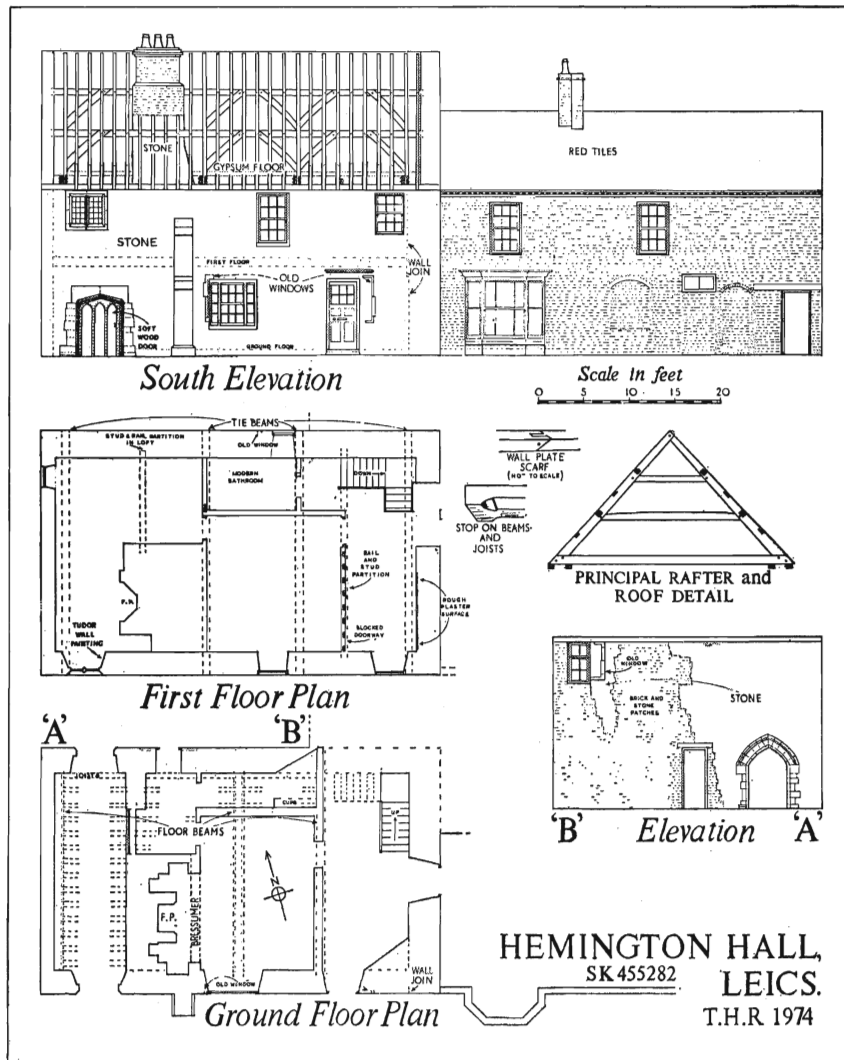 STONE
GYPSUM FLOOR
RED TILES
STONE
FIRST FLOOR
OLD
WINDOWS
WALL
JOIN
SOFT
WOOD
DOOR
GROUND FLOOR
South Elevation
Scale in feet
0 5 10 15 20
TIE BEAMS
STUD & RAIL PARTITION
IN LOFT
OLD WINDOW
MODERN
BATHROOM
DOWN
WALL PLATE
SCARF
(NOT TO SCALE)
STOP ON BEAMS
AND
JOISTS
RAIL
AND
STUD
PARTITION
F.P.
ROUGH
PLASTER
SURFACE
BLOCKED
DOORWAY
TUDOR
WALL
PAINTING
PRINCIPAL RAFTER and
ROOF DETAIL
First Floor Plan
OLD
WINDOW
STONE
BRICK AND
STONE
PATCHES
'A' 'B'
JOISTS
CUPB
UP
FLOOR BEAMS
N
F.P.
BRESSUMER
OLD WINDOW
WALL
JOIN
Ground Floor Plan
'B' Elevation 'A'
HEMINGTON HALL,
SK 455282
LEICS.
T.H.R 1974